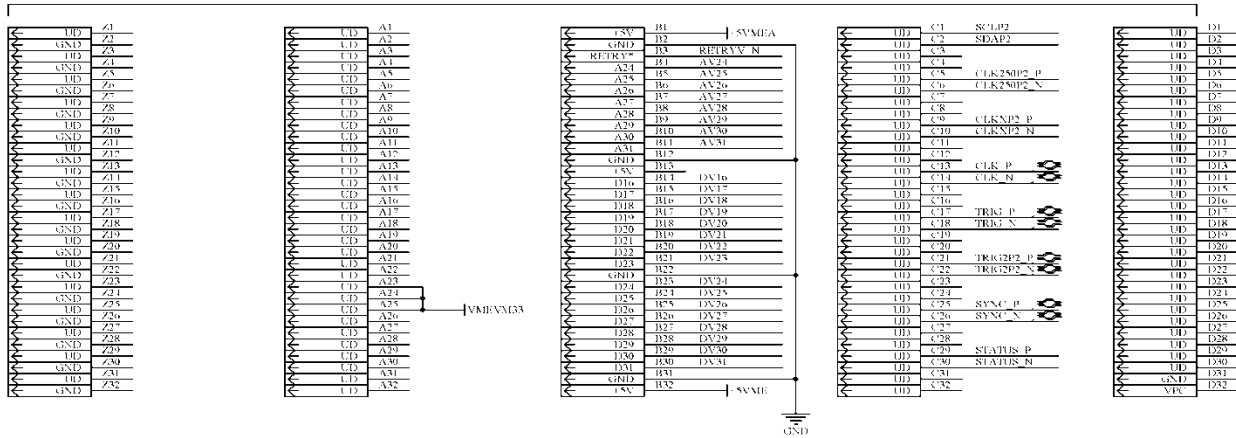 UD Z1
GND Z2
UD Z3
GND Z4
UD Z5
GND Z6
UD Z7
GND Z8
UD Z9
GND Z10
UD Z11
GND Z12
UD Z13
GND Z14
UD Z15
GND Z16
UD Z17
GND Z18
UD Z19
GND Z20
UD Z21
GND Z22
UD Z23
GND Z24
UD Z25
GND Z26
UD Z27
GND Z28
UD Z29
GND Z30
UD Z31
GND Z32
UD A1
UD A2
UD A3
UD A4
UD A5
UD A6
UD A7
UD A8
UD A9
UD A10
UD A11
UD A12
UD A13
UD A14
UD A15
UD A16
UD A17
UD A18
UD A19
UD A20
UD A21
UD A22
UD A23
UD A24
UD A25 VMEVM33
UD A26
UD A27
UD A28
UD A29
UD A30
UD A31
UD A32
+5V B1 +5VMEA
GND B2
RETRY* B3 RETRYV_N
A24 B4 AV24
A25 B5 AV25
A26 B6 AV26
A27 B7 AV27
A28 B8 AV28
A29 B9 AV29
A30 B10 AV30
A31 B11 AV31
GND B12
+5V B13
D16 B14 DV16
D17 B15 DV17
D18 B16 DV18
D19 B17 DV19
D20 B18 DV20
D21 B19 DV21
D22 B20 DV22
D23 B21 DV23
GND B22
D24 B23 DV24
D25 B24 DV25
D26 B25 DV26
D27 B26 DV27
D28 B27 DV28
D29 B28 DV29
D30 B29 DV30
D31 B30 DV31
GND B31
+5V B32 +5VME
GND
UD C1 SCLP2
UD C2 SDAP2
UD C3
UD C4
UD C5 CLK250P2_P
UD C6 CLK250P2_N
UD C7
UD C8
UD C9 CLKNP2_P
UD C10 CLKNP2_N
UD C11
UD C12
UD C13 CLK_P
UD C14 CLK_N
UD C15
UD C16
UD C17 TRIG_P
UD C18 TRIG_N
UD C19
UD C20
UD C21 TRIG2P2_P
UD C22 TRIG2P2_N
UD C23
UD C24
UD C25 SYNC_P
UD C26 SYNC_N
UD C27
UD C28
UD C29 STATUS_P
UD C30 STATUS_N
UD C31
UD C32
UD D1
UD D2
UD D3
UD D4
UD D5
UD D6
UD D7
UD D8
UD D9
UD D10
UD D11
UD D12
UD D13
UD D14
UD D15
UD D16
UD D17
UD D18
UD D19
UD D20
UD D21
UD D22
UD D23
UD D24
UD D25
UD D26
UD D27
UD D28
UD D29
UD D30
GND D31
VPC D32